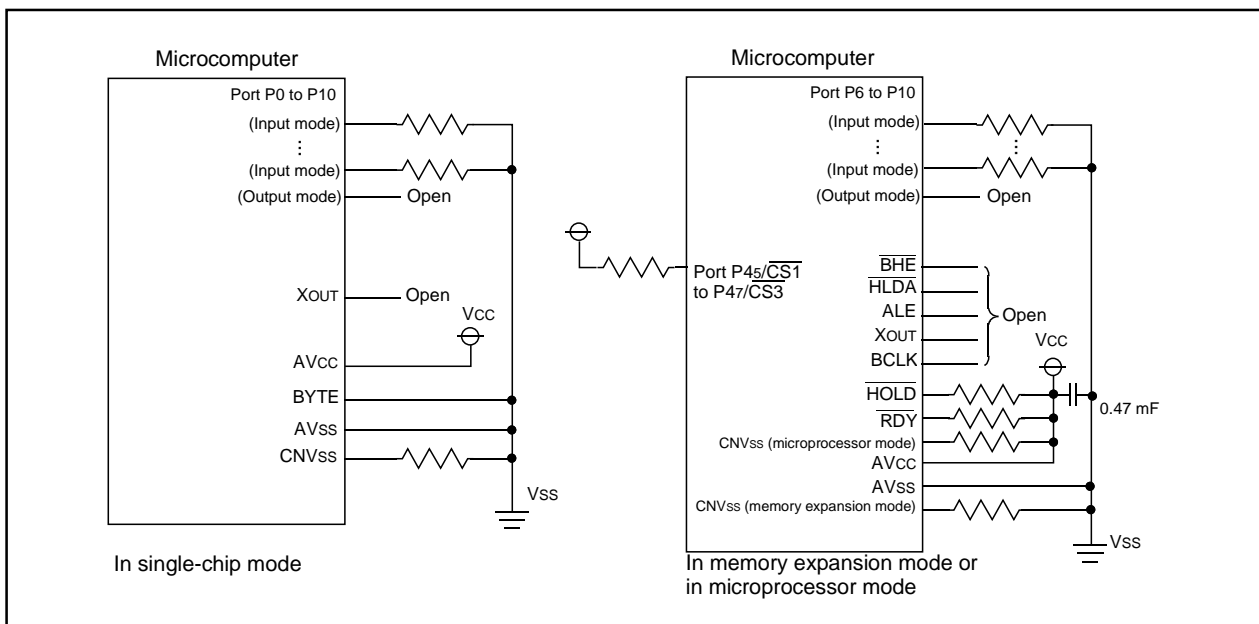 Microcomputer
Port P0 to P10
(Input mode)
(Input mode)
(Output mode)
Open
XOUT
Open
VCC
AVCC
BYTE
AVSS
CNVSS
VSS
In single-chip mode
Microcomputer
Port P6 to P10
(Input mode)
(Input mode)
(Output mode)
Open
Port P45/CS1
to P47/CS3
BHE
HLDA
ALE
XOUT
BCLK
Open
VCC
HOLD
RDY
0.47 mF
CNVSS (microprocessor mode)
AVCC
AVSS
CNVSS (memory expansion mode)
VSS
In memory expansion mode or
in microprocessor mode